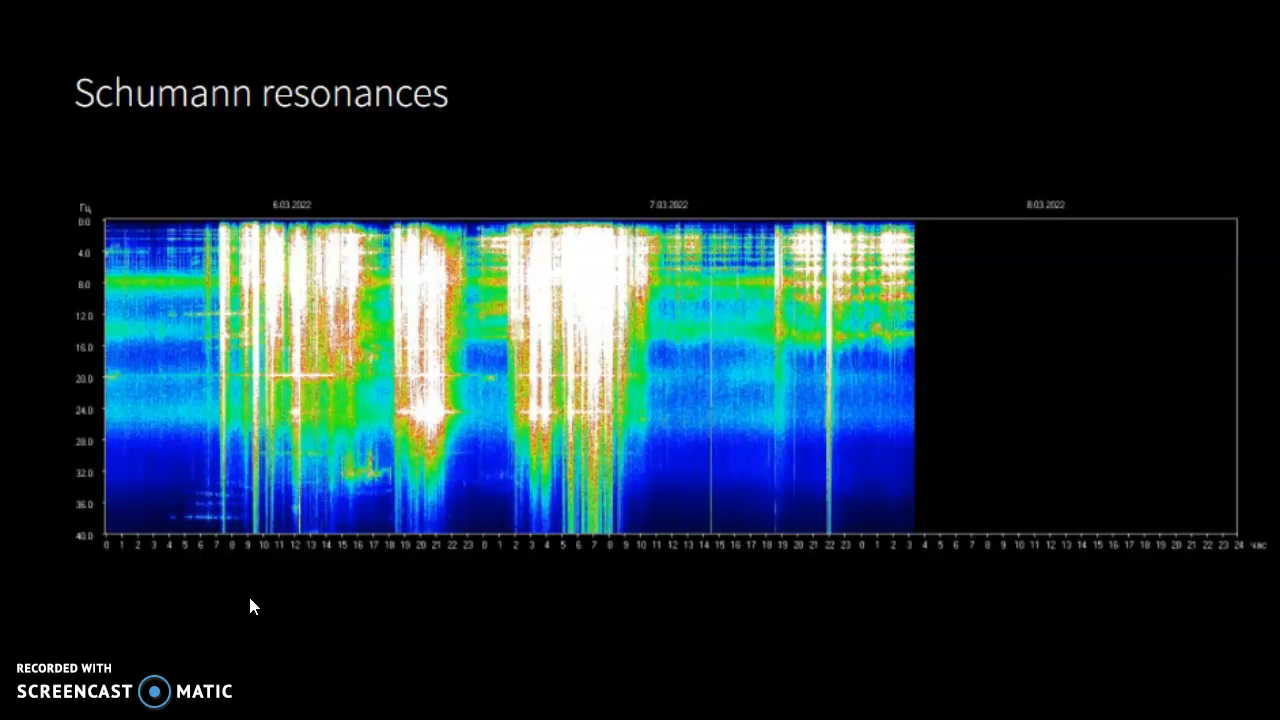 Schumann resonances
6.03.2022 7.03.2022 8.03.2022
Гц
0.0
4.0
8.0
12.0
16.0
20.0
24.0
28.0
32.0
36.0
40.0
0 1 2 3 4 5 6 7 8 9 10 11 12 13 14 15 16 17 18 19 20 21 22 23 0 1 2 3 4 5 6 7 8 9 10 11 12 13 14 15 16 17 18 19 20 21 22 23 0 1 2 3 4 5 6 7 8 9 10 11 12 13 14 15 16 17 18 19 20 21 22 23 24 час
RECORDED WITH
SCREENCAST MATIC